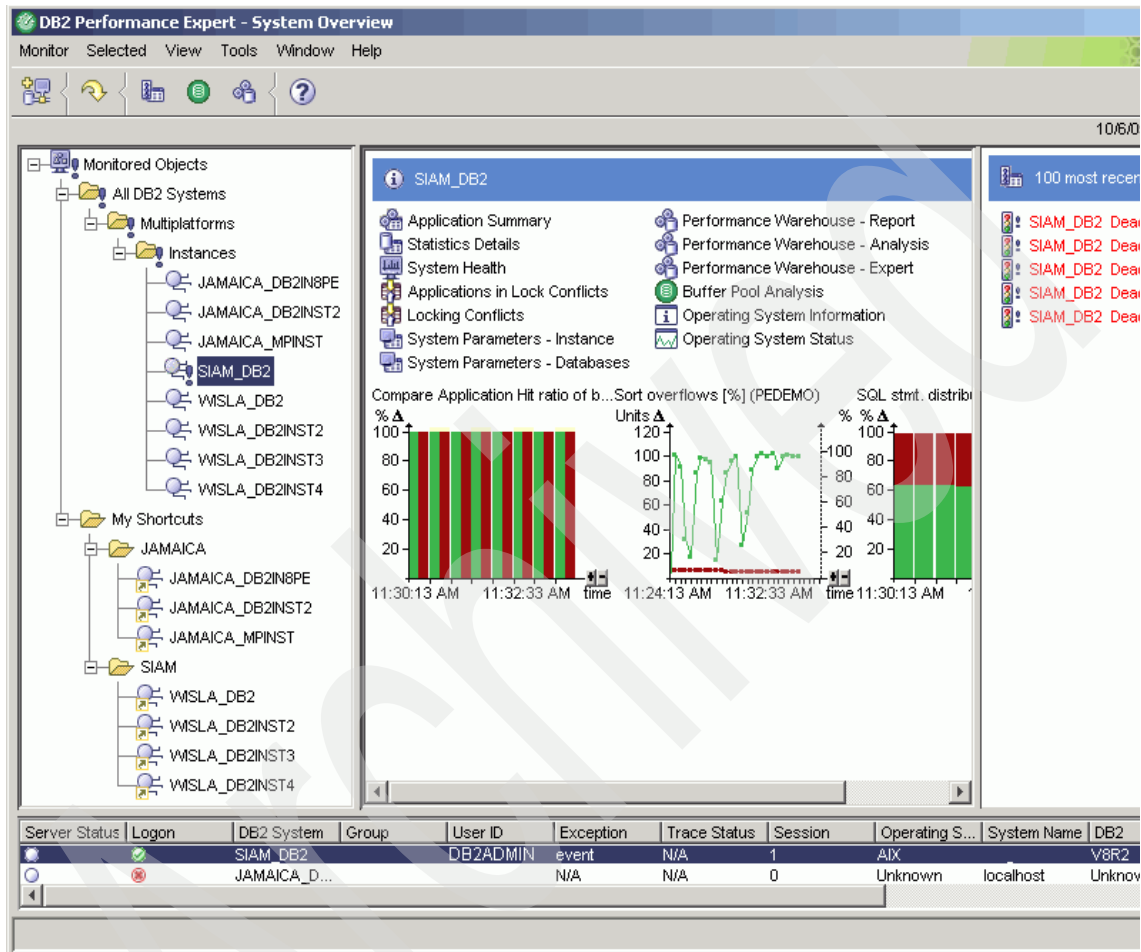 DB2 Performance Expert - System Overview
Monitor Selected View Tools Window Help
10/6/0
Monitored Objects
All DB2 Systems
Multiplatforms
Instances
JAMAICA_DB2IN8PE
JAMAICA_DB2INST2
JAMAICA_MPINST
SIAM_DB2
WISLA_DB2
WISLA_DB2INST2
WISLA_DB2INST3
WISLA_DB2INST4
My Shortcuts
JAMAICA
JAMAICA_DB2IN8PE
JAMAICA_DB2INST2
JAMAICA_MPINST
SIAM
WISLA_DB2
WISLA_DB2INST2
WISLA_DB2INST3
WISLA_DB2INST4
SIAM_DB2
Application Summary
Statistics Details
System Health
Applications in Lock Conflicts
Locking Conflicts
System Parameters - Instance
System Parameters - Databases
Performance Warehouse - Report
Performance Warehouse - Analysis
Performance Warehouse - Expert
Buffer Pool Analysis
Operating System Information
Operating System Status
Compare Application Hit ratio of b...
% Δ
100
80
60
40
20
11:30:13 AM 11:32:33 AM time
Sort overflows [%] (PEDEMO)
Units Δ %
120
100
80
60
40
20
100
80
60
40
20
11:24:13 AM 11:32:33 AM time
SQL stmt. distribu
% Δ
100
80
60
40
20
11:30:13 AM
100 most recen
SIAM_DB2 Dead
SIAM_DB2 Dead
SIAM_DB2 Dead
SIAM_DB2 Dead
SIAM_DB2 Dead
Server Status Logon DB2 System Group User ID Exception Trace Status Session Operating S... System Name DB2
SIAM_DB2 DB2ADMIN event N/A 1 AIX _ V8R2
JAMAICA_D... N/A N/A 0 Unknown localhost Unknow
Archived